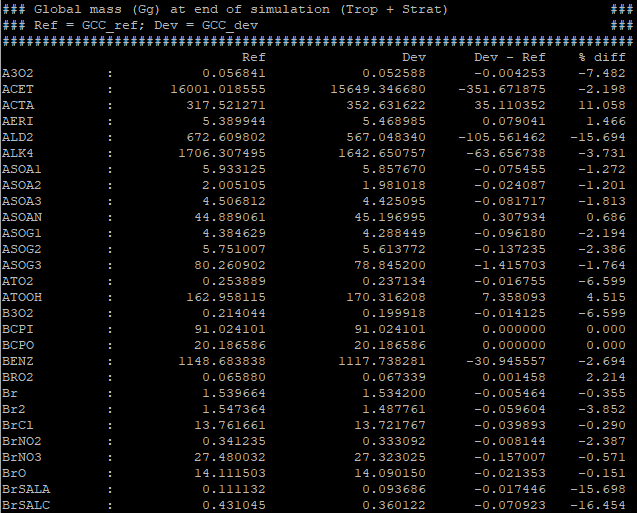 ### Global mass (Gg) at end of simulation (Trop + Strat) ###
### Ref = GCC_ref; Dev = GCC_dev ###
###############################################################################
Ref Dev Dev - Ref % diff
A3O2 : 0.056841 0.052588 -0.004253 -7.482
ACET : 16001.018555 15649.346680 -351.671875 -2.198
ACTA : 317.521271 352.631622 35.110352 11.058
AERI : 5.389944 5.468985 0.079041 1.466
ALD2 : 672.609802 567.048340 -105.561462 -15.694
ALK4 : 1706.307495 1642.650757 -63.656738 -3.731
ASOA1 : 5.933125 5.857670 -0.075455 -1.272
ASOA2 : 2.005105 1.981018 -0.024087 -1.201
ASOA3 : 4.506812 4.425095 -0.081717 -1.813
ASOAN : 44.889061 45.196995 0.307934 0.686
ASOG1 : 4.384629 4.288449 -0.096180 -2.194
ASOG2 : 5.751007 5.613772 -0.137235 -2.386
ASOG3 : 80.260902 78.845200 -1.415703 -1.764
ATO2 : 0.253889 0.237134 -0.016755 -6.599
ATOOH : 162.958115 170.316208 7.358093 4.515
B3O2 : 0.214044 0.199918 -0.014125 -6.599
BCPI : 91.024101 91.024101 0.000000 0.000
BCPO : 20.186586 20.186586 0.000000 0.000
BENZ : 1148.683838 1117.738281 -30.945557 -2.694
BRO2 : 0.065880 0.067339 0.001458 2.214
Br : 1.539664 1.534200 -0.005464 -0.355
Br2 : 1.547364 1.487761 -0.059604 -3.852
BrCl : 13.761661 13.721767 -0.039893 -0.290
BrNO2 : 0.341235 0.333092 -0.008144 -2.387
BrNO3 : 27.480032 27.323025 -0.157007 -0.571
BrO : 14.111503 14.090150 -0.021353 -0.151
BrSALA : 0.111132 0.093686 -0.017446 -15.698
BrSALC : 0.431045 0.360122 -0.070923 -16.454